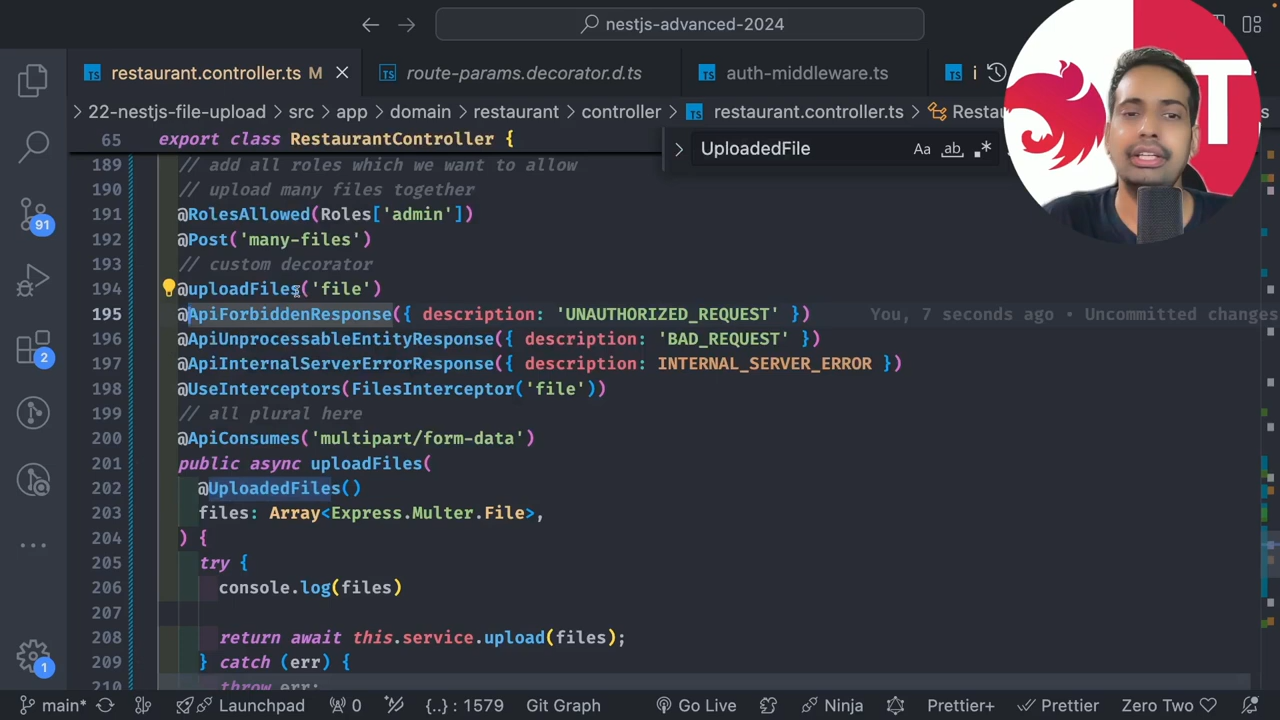 nestjs-advanced-2024
restaurant.controller.ts M
route-params.decorator.d.ts
auth-middleware.ts
i
22-nestjs-file-upload > src > app > domain > restaurant > controller > restaurant.controller.ts >
65 export class RestaurantController {
UploadedFile
Aa ab
189 // add all roles which we want to allow
190 // upload many files together
191 @RolesAllowed(Roles['admin'])
192 @Post('many-files')
193 // custom decorator
194 @uploadFiles('file')
195 @ApiForbiddenResponse({ description: 'UNAUTHORIZED_REQUEST' }) You, 7 seconds ago • Uncommitted changes
196 @ApiUnprocessableEntityResponse({ description: 'BAD_REQUEST' })
197 @ApiInternalServerErrorResponse({ description: INTERNAL_SERVER_ERROR })
198 @UseInterceptors(FilesInterceptor('file'))
199 // all plural here
200 @ApiConsumes('multipart/form-data')
201 public async uploadFiles(
202 @UploadedFiles()
203 files: Array<Express.Multer.File>,
204 ) {
205 try {
206 console.log(files)
207
208 return await this.service.upload(files);
209 } catch (err) {
210 throw err;
91
2
1
main* Launchpad 0 {..} : 1579 Git Graph Go Live Ninja Prettier+ Prettier Zero Two